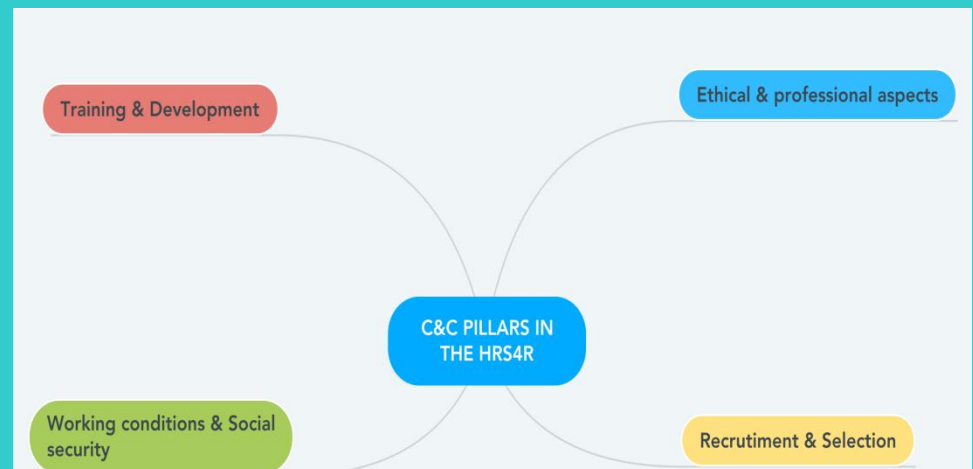 Training & Development
Ethical & professional aspects
C&C PILLARS IN
THE HRS4R
Working conditions & Social
security
Recrutiment & Selection